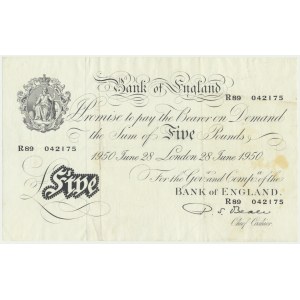 Bank of England
R89 042175
I Promise to pay the Bearer on Demand
the Sum of Five Pounds
R89 042175
1950 June 28 London 28 June 1950
For the Gov.r and Comp.a of the
BANK OF ENGLAND.
R89 042175
Five
P. S. Beale
Chief Cashier